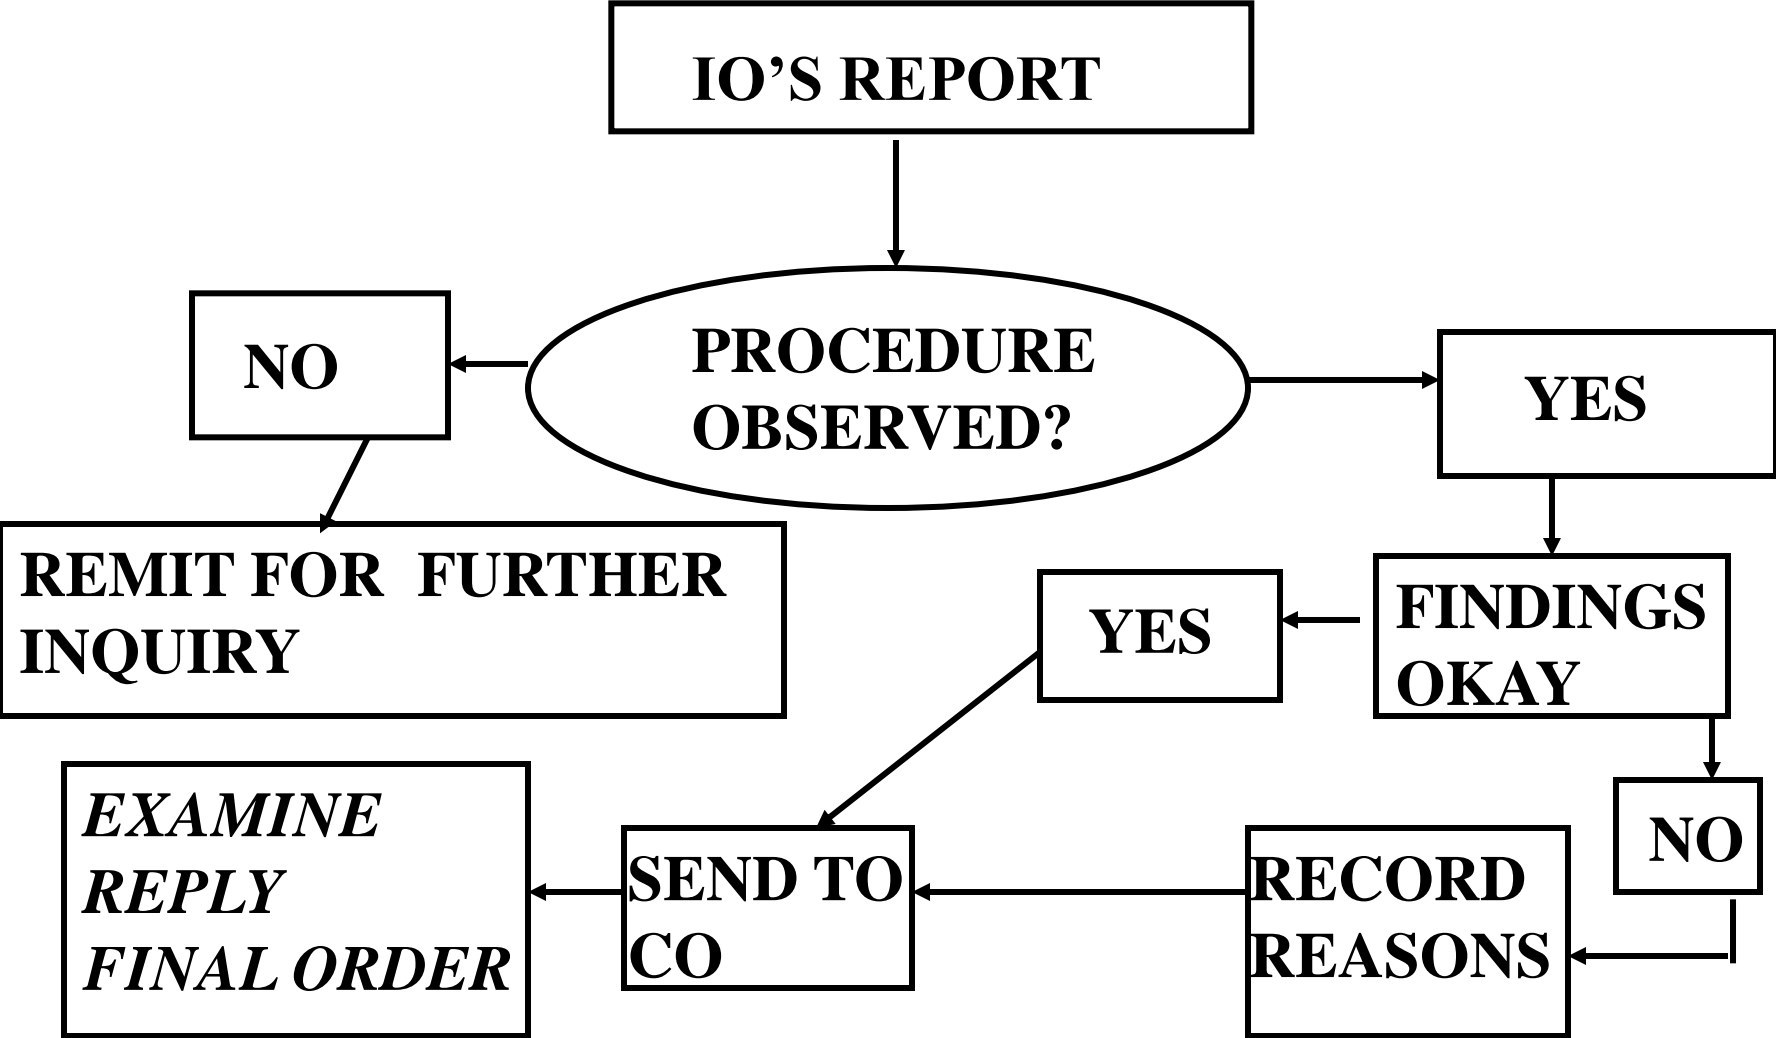 IO’S REPORT
NO
PROCEDURE
OBSERVED?
YES
REMIT FOR  FURTHER
INQUIRY
YES
FINDINGS
OKAY
NO
EXAMINE
REPLY
FINAL ORDER
SEND TO
CO
RECORD
REASONS